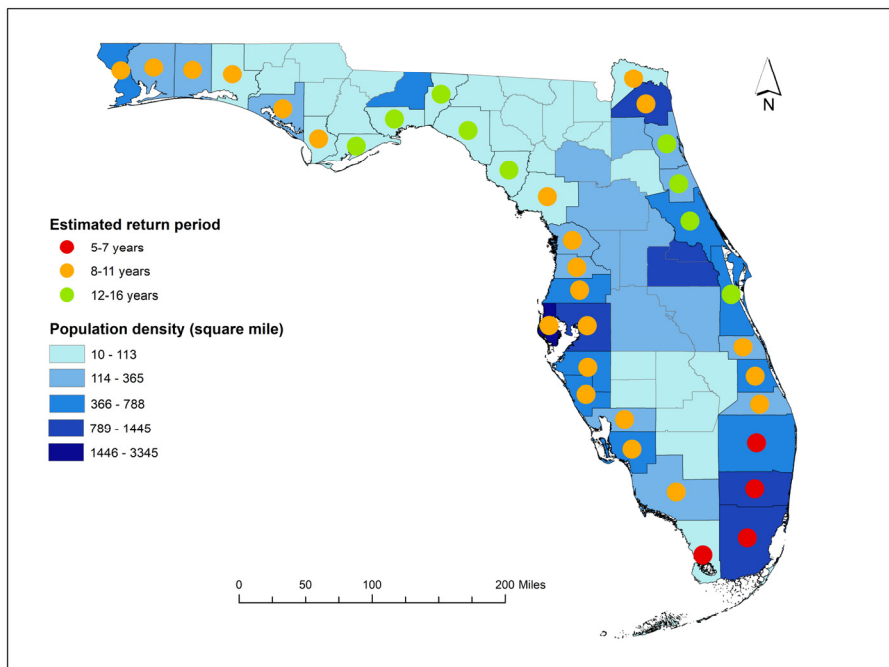 N
Estimated return period
5-7 years
8-11 years
12-16 years
Population density (square mile)
10 - 113
114 - 365
366 - 788
789 - 1445
1446 - 3345
0 50 100 200 Miles